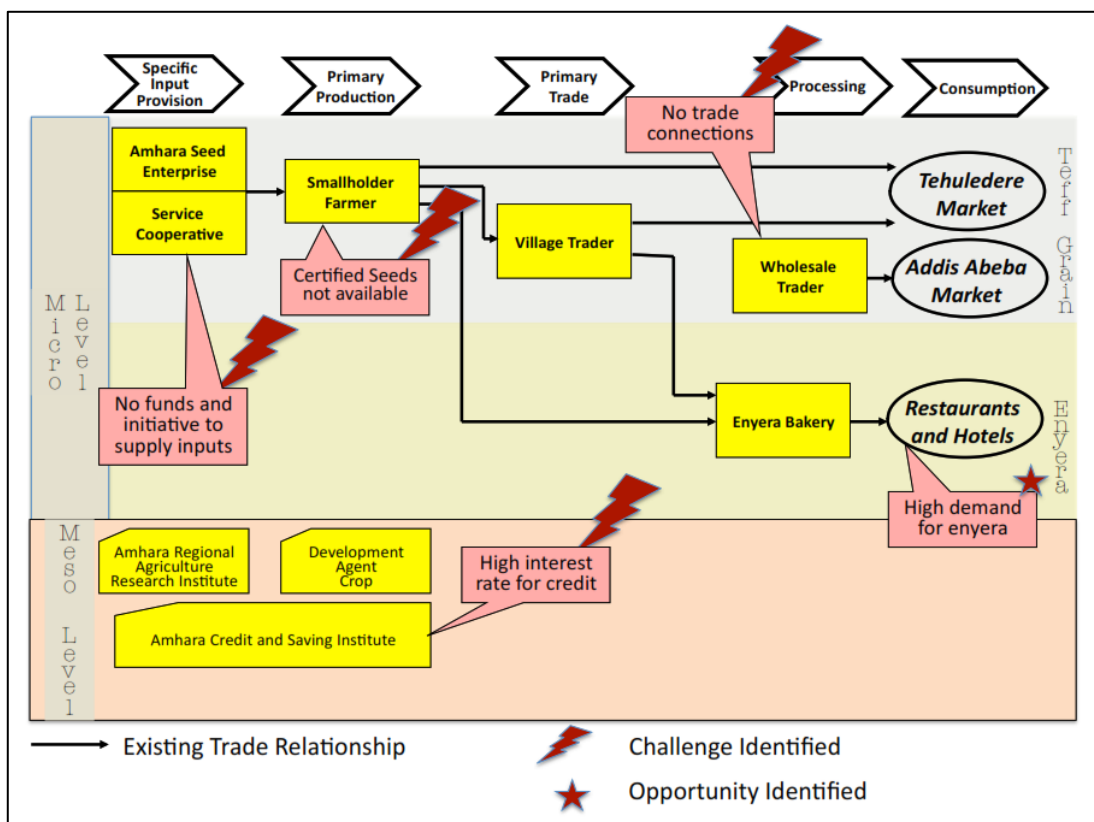 Specific
Input
Provision
Primary
Production
Primary
Trade
Processing
Consumption
No trade
connections
Amhara Seed
Enterprise
Service
Cooperative
Smallholder
Farmer
Certified Seeds
not available
Village Trader
Wholesale
Trader
Tehuledere
Market
Addis Abeba
Market
Teff Grain
Micro
Level
No funds and
initiative to
supply inputs
Enyera Bakery
Restaurants
and Hotels
High demand
for enyera
Enyera
Meso Level
Amhara Regional
Agriculture
Research Institute
Development
Agent
Crop
High interest
rate for credit
Amhara Credit and Saving Institute
Existing Trade Relationship
Challenge Identified
Opportunity Identified